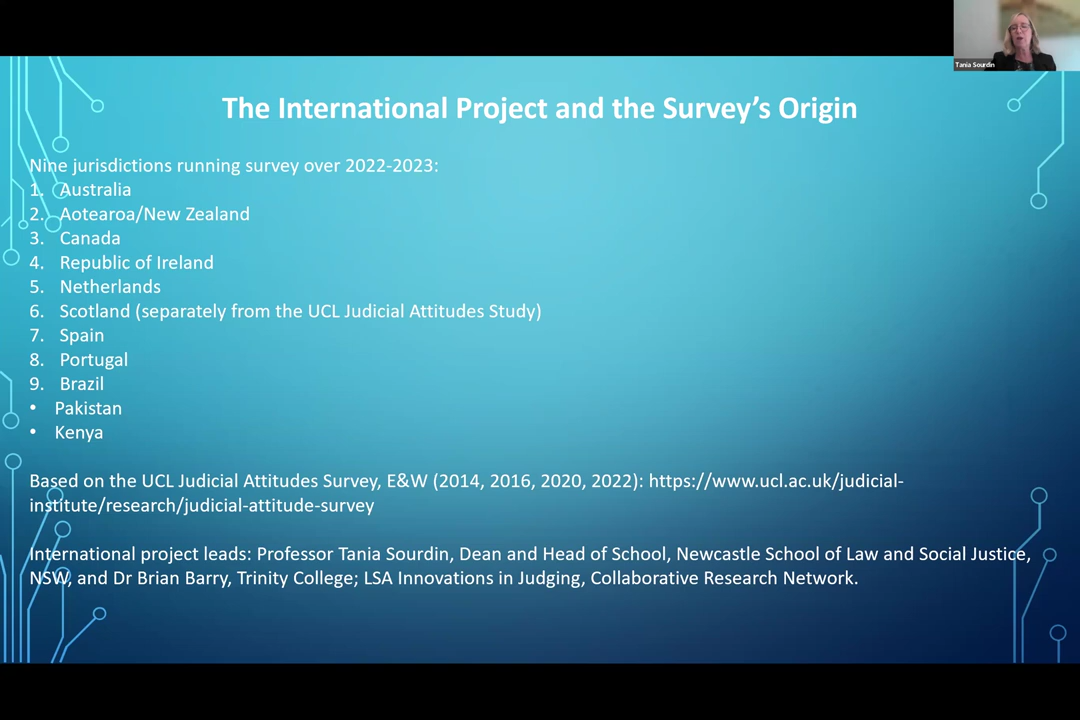 Tania Sourdin
The International Project and the Survey's Origin
Nine jurisdictions running survey over 2022-2023:
1. Australia
2. Aotearoa/New Zealand
3. Canada
4. Republic of Ireland
5. Netherlands
6. Scotland (separately from the UCL Judicial Attitudes Study)
7. Spain
8. Portugal
9. Brazil
• Pakistan
• Kenya
Based on the UCL Judicial Attitudes Survey, E&W (2014, 2016, 2020, 2022): https://www.ucl.ac.uk/judicial-
institute/research/judicial-attitude-survey
International project leads: Professor Tania Sourdin, Dean and Head of School, Newcastle School of Law and Social Justice,
NSW, and Dr Brian Barry, Trinity College; LSA Innovations in Judging, Collaborative Research Network.